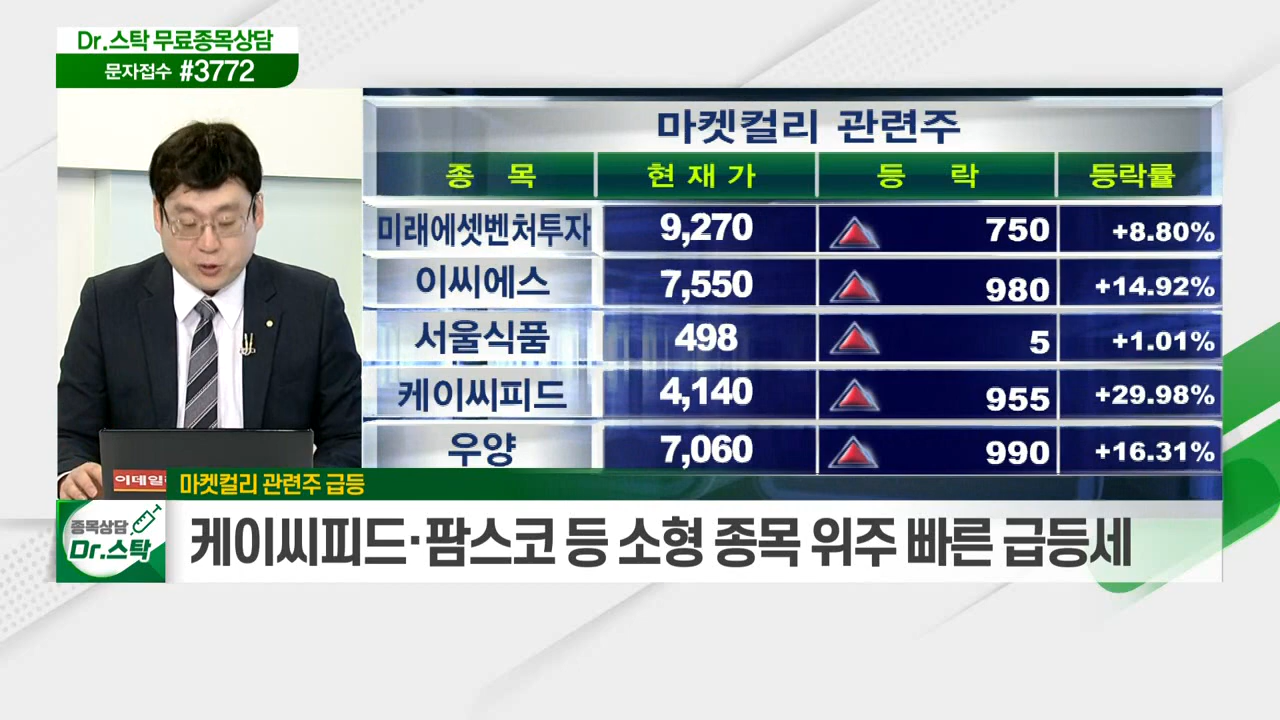 Dr.스탁 무료종목상담
문자접수 #3772
마켓컬리 관련주
종 목 현 재 가 등 락 등락률
미래에셋벤처투자 9,270 750 +8.80%
이씨에스 7,550 980 +14.92%
서울식품 498 5 +1.01%
케이씨피드 4,140 955 +29.98%
우양 7,060 990 +16.31%
이데일리
마켓컬리 관련주 급등
종목상담
Dr.스탁
케이씨피드·팜스코 등 소형 종목 위주 빠른 급등세